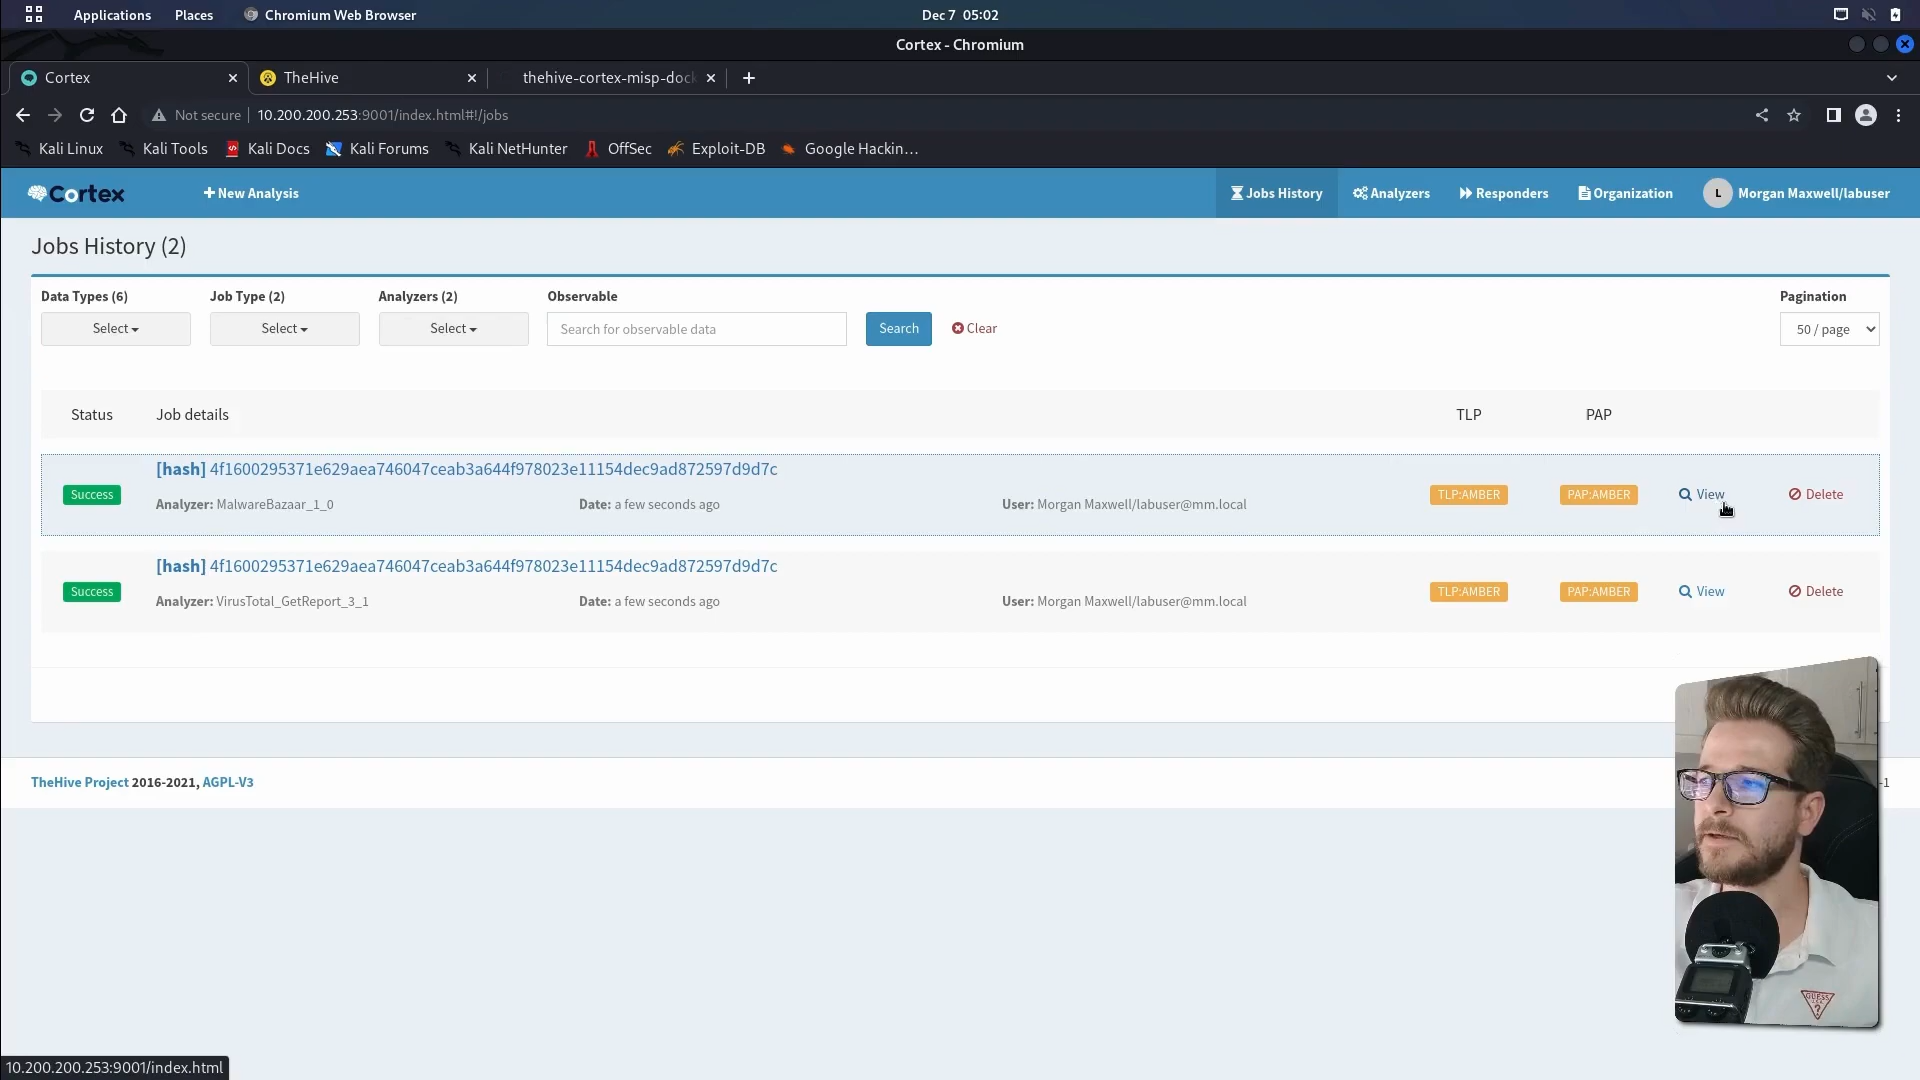 Applications Places Chromium Web Browser Dec 7 05:02
Cortex - Chromium
Cortex TheHive thehive-cortex-misp-dock
Not secure 10.200.200.253:9001/index.html#!/jobs
Kali Linux Kali Tools Kali Docs Kali Forums Kali NetHunter OffSec Exploit-DB Google Hackin…
Cortex New Analysis Jobs History Analyzers Responders Organization L Morgan Maxwell/labuser
Jobs History (2)
Data Types (6) Job Type (2) Analyzers (2) Observable Pagination
Select Select Select Search for observable data Search Clear 50 / page
Status Job details TLP PAP
[hash] 4f1600295371e629aea746047ceab3a644f978023e11154dec9ad872597d9d7c
Success TLP:AMBER PAP:AMBER View Delete
Analyzer: MalwareBazaar_1_0 Date: a few seconds ago User: Morgan Maxwell/labuser@mm.local
[hash] 4f1600295371e629aea746047ceab3a644f978023e11154dec9ad872597d9d7c
Success TLP:AMBER PAP:AMBER View Delete
Analyzer: VirusTotal_GetReport_3_1 Date: a few seconds ago User: Morgan Maxwell/labuser@mm.local
TheHive Project 2016-2021, AGPL-V3 -1
GUESS
?
10.200.200.253:9001/index.html